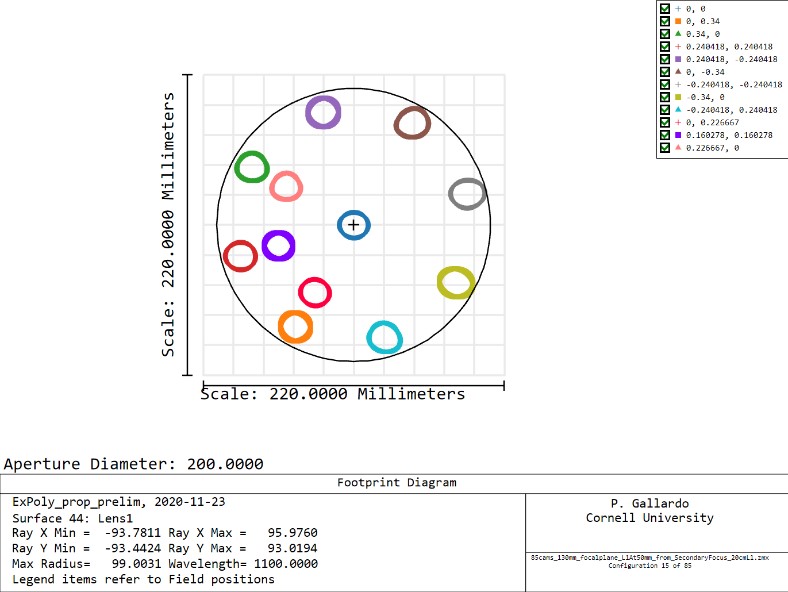 0, 0
0, 0.34
0.34, 0
0.240418, 0.240418
0.240418, -0.240418
0, -0.34
-0.240418, -0.240418
-0.34, 0
-0.240418, 0.240418
0, 0.226667
0.160278, 0.160278
0.226667, 0
Scale: 220.0000 Millimeters
Scale: 220.0000 Millimeters
Aperture Diameter: 200.0000
Footprint Diagram
ExPoly_prop_prelim, 2020-11-23
Surface 44: Lens1
Ray X Min = -93.7811 Ray X Max = 95.9760
Ray Y Min = -93.4424 Ray Y Max = 93.0194
Max Radius= 99.0031 Wavelength= 1100.0000
Legend items refer to Field positions
P. Gallardo
Cornell University
85cams_130mm_focalplane_L1At50mm_from_SecondaryFocus_20cmL1.zmx
Configuration 15 of 85